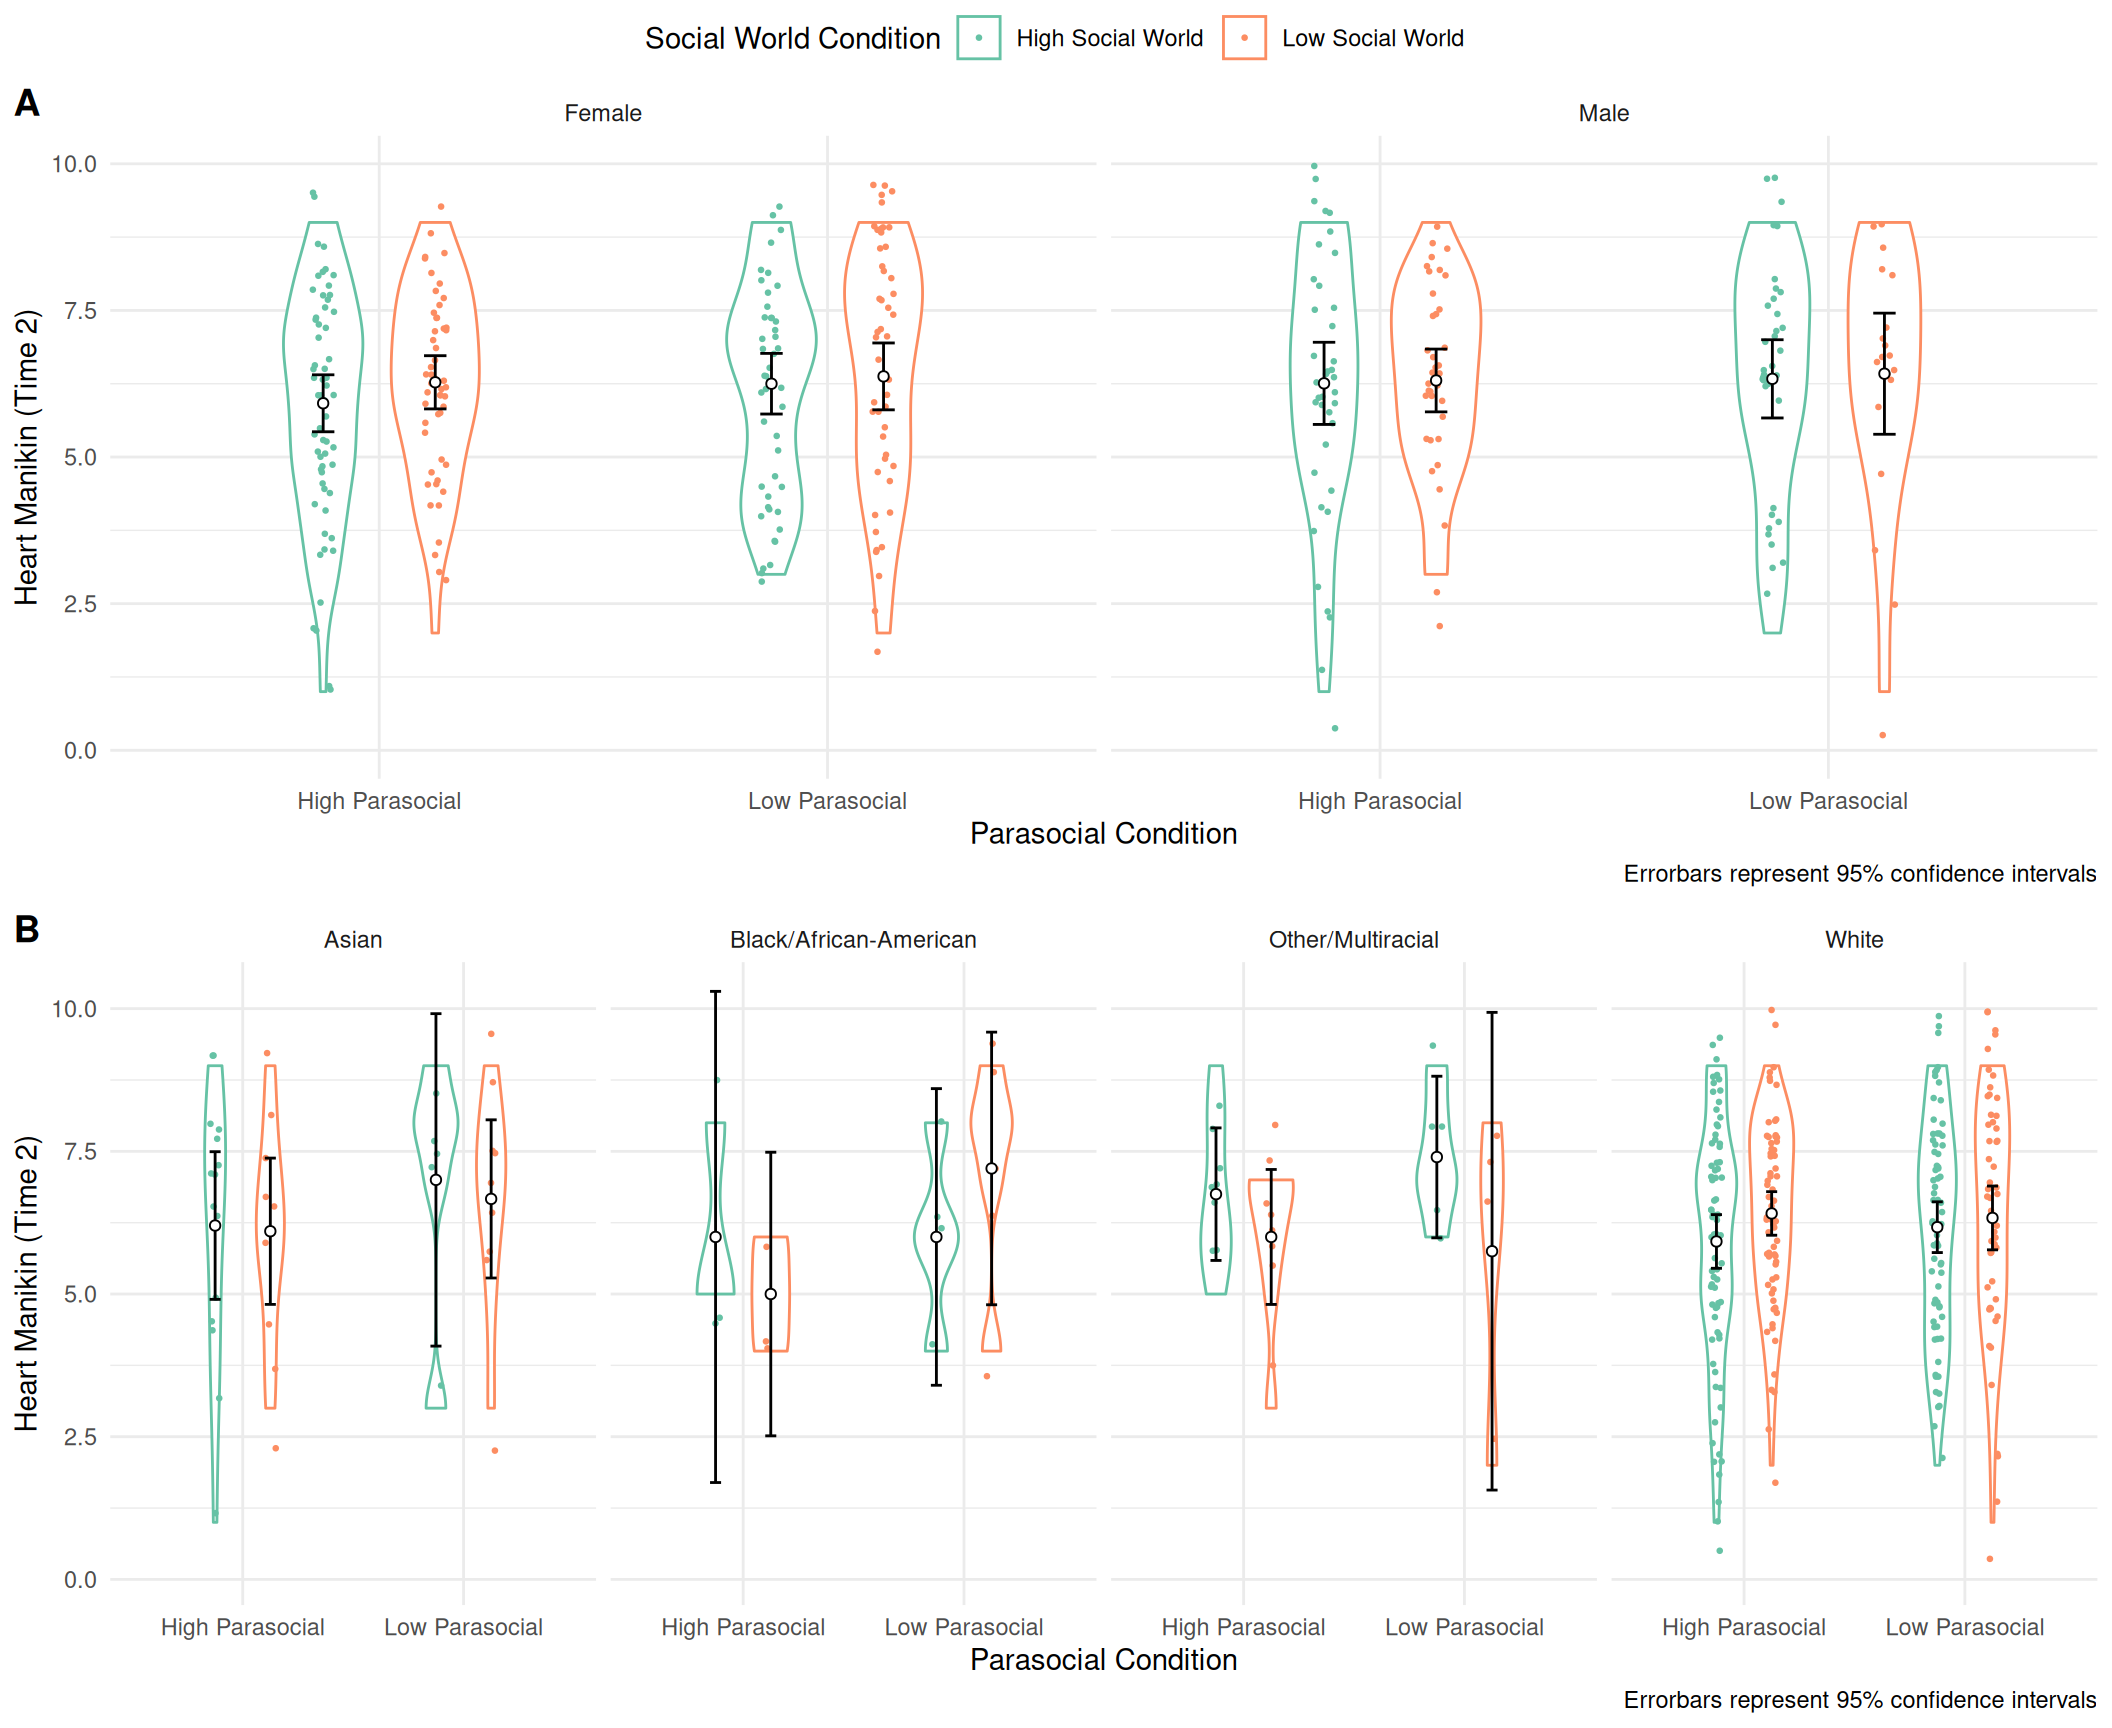 Social World Condition High Social World Low Social World
A
Female Male
10.0
7.5
5.0
2.5
0.0
Heart Manikin (Time 2)
High Parasocial Low Parasocial High Parasocial Low Parasocial
Parasocial Condition
Errorbars represent 95% confidence intervals
B
Asian Black/African-American Other/Multiracial White
10.0
7.5
5.0
2.5
0.0
Heart Manikin (Time 2)
High Parasocial Low Parasocial High Parasocial Low Parasocial High Parasocial Low Parasocial High Parasocial Low Parasocial
Parasocial Condition
Errorbars represent 95% confidence intervals